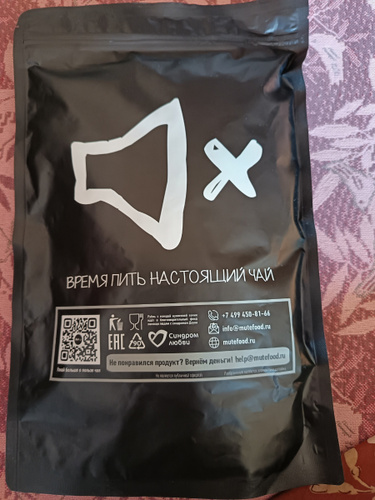 ВРЕМЯ ПИТЬ НАСТОЯЩИЙ ЧАЙ
EAC
Синдром
любви
+7 499 450-81-66
info@mutefood.ru
mutefood.ru
Не понравился продукт? Вернём деньги! help@mutefood.ru